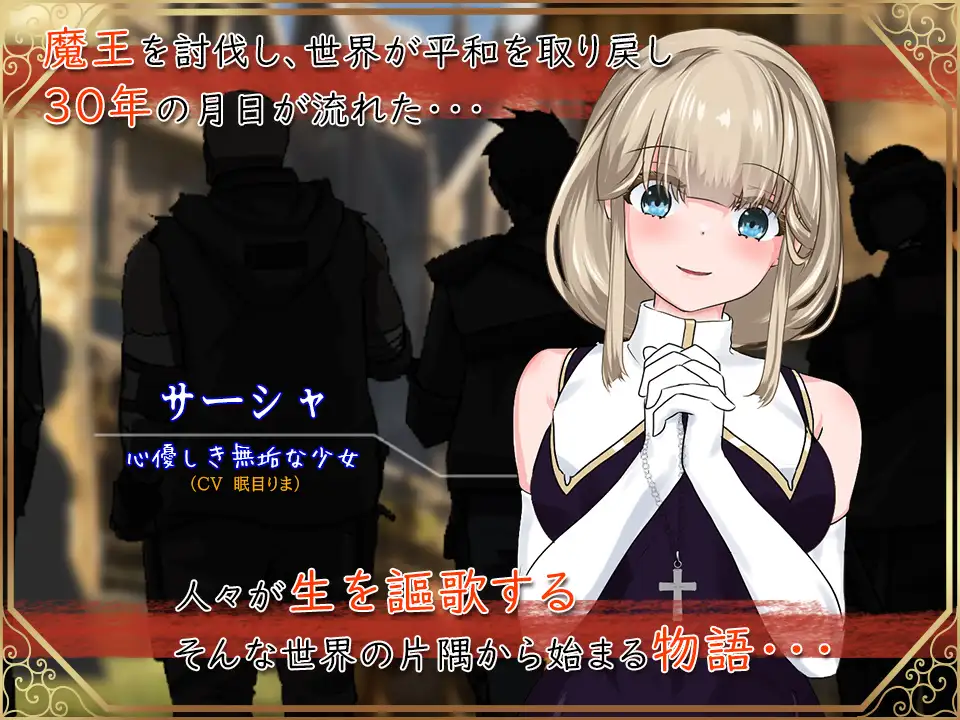 魔王を討伐し、世界が平和を取り戻し
30年の月日が流れた・・・
サーシャ
心優しき無垢な少女
（CV 眠目りま）
人々が生を謳歌する
そんな世界の片隅から始まる物語・・・